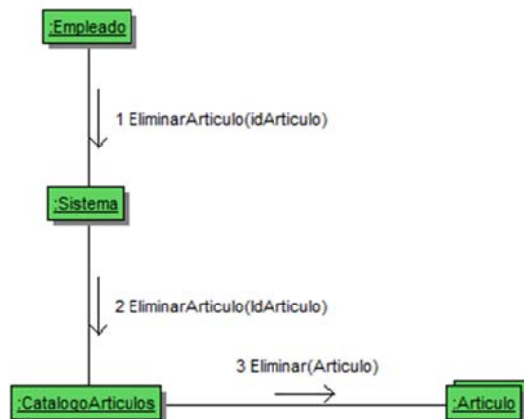 :Empleado
1 EliminarArticulo(idArticulo)
:Sistema
2 EliminarArticulo(IdArticulo)
3 Eliminar(Articulo)
:CatalogoArticulos
:Articulo